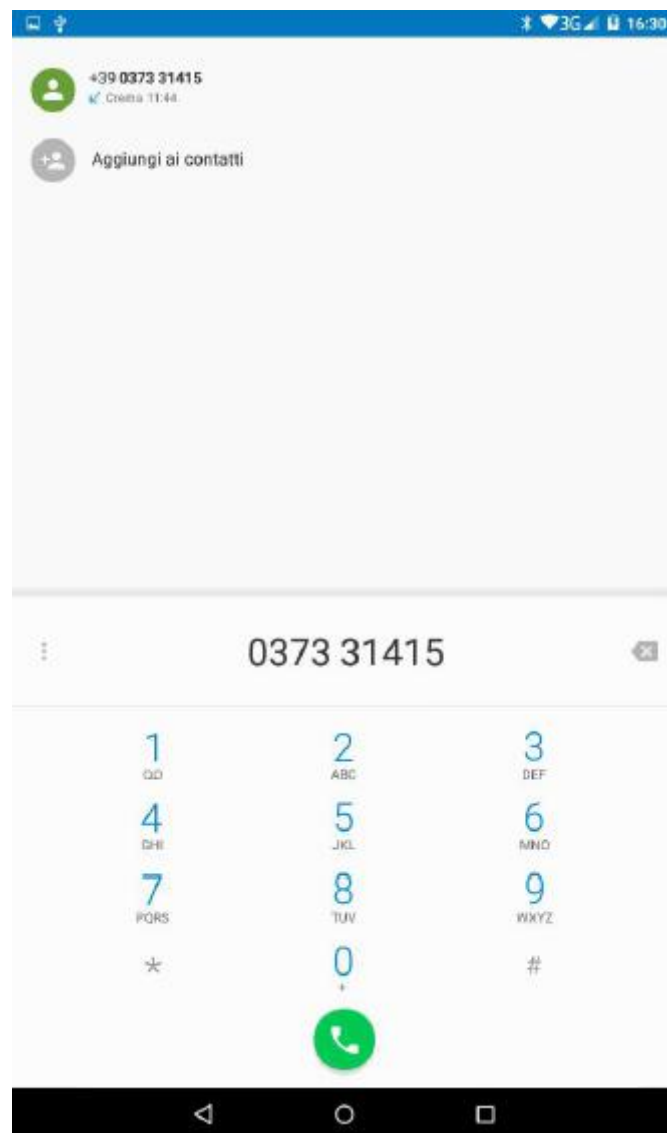 3G 16:30
+39 0373 31415
Crema 11:44
Aggiungi ai contatti
0373 31415
1 2 3
ABC DEF
4 5 6
GHI JKL MNO
7 8 9
PQRS TUV WXYZ
* 0 #
+